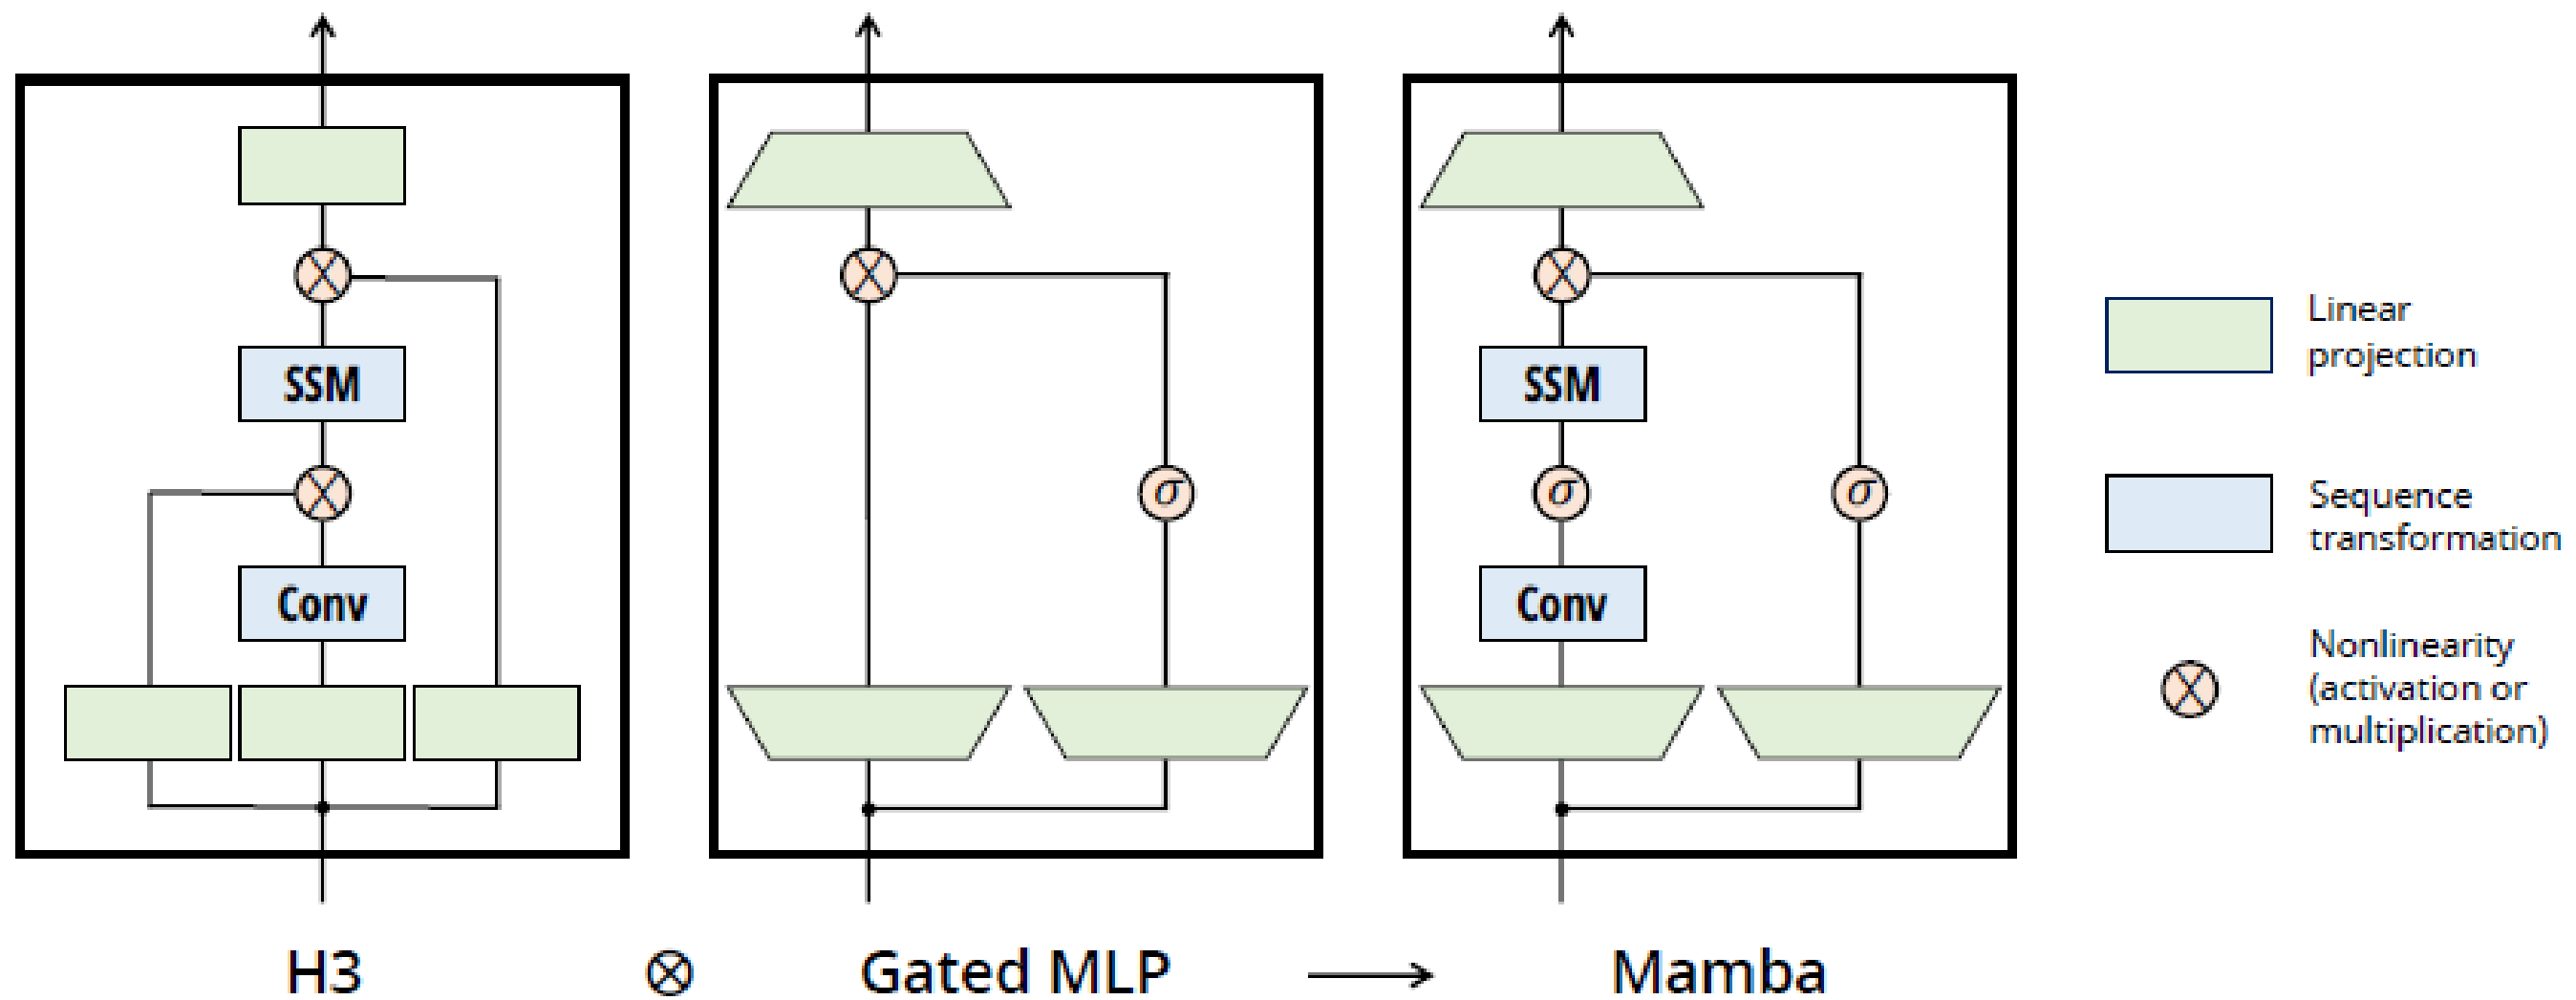 SSM
Conv
H3
⊗
σ
Gated MLP
→
SSM
σ
σ
Conv
Mamba
Linear
projection
Sequence
transformation
Nonlinearity
(activation or
multiplication)